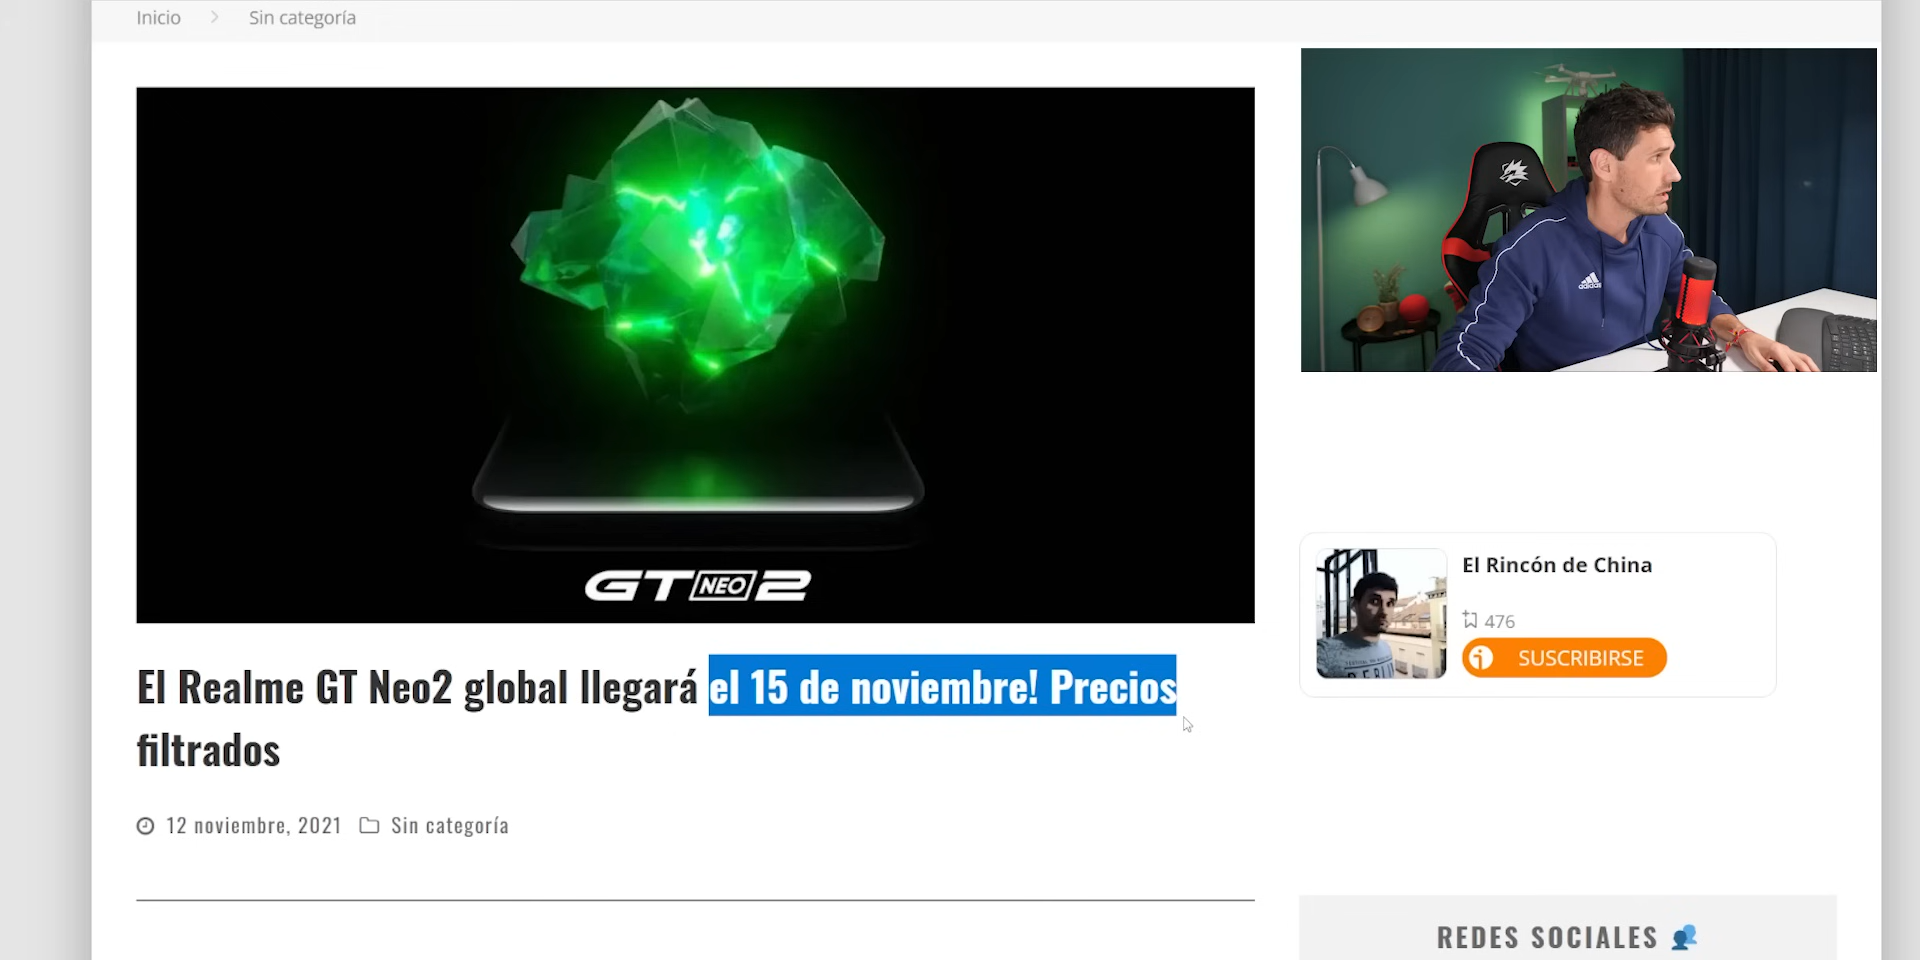 Inicio > Sin categoría
GT NEO 2
El Realme GT Neo2 global llegará el 15 de noviembre! Precios
filtrados
12 noviembre, 2021 Sin categoría
adidas
El Rincón de China
476
SUSCRIBIRSE
REDES SOCIALES